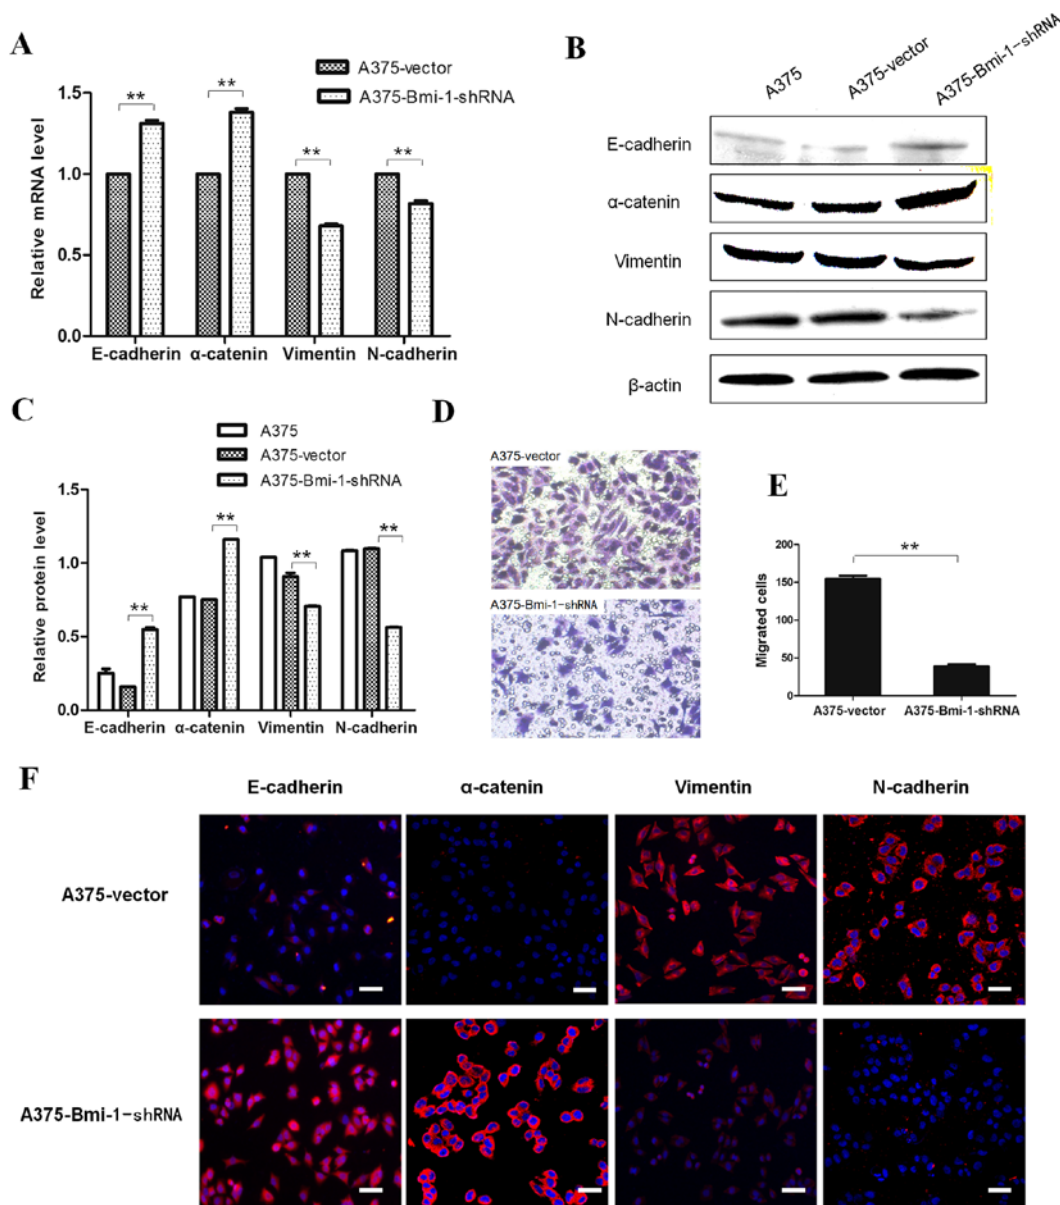 A
A375-vector
A375-Bmi-1-shRNA
Relative mRNA level
1.5
1.0
0.5
0.0
**
**
**
**
E-cadherin α-catenin Vimentin N-cadherin
B
A375
A375-vector
A375-Bmi-1-shRNA
E-cadherin
α-catenin
Vimentin
N-cadherin
β-actin
C
A375
A375-vector
A375-Bmi-1-shRNA
Relative protein level
1.5
1.0
0.5
0.0
**
**
**
**
E-cadherin α-catenin Vimentin N-cadherin
D
A375-vector
A375-Bmi-1-shRNA
E
Migrated cells
200
150
100
50
0
**
A375-vector A375-Bmi-1-shRNA
F
E-cadherin α-catenin Vimentin N-cadherin
A375-vector
A375-Bmi-1-shRNA